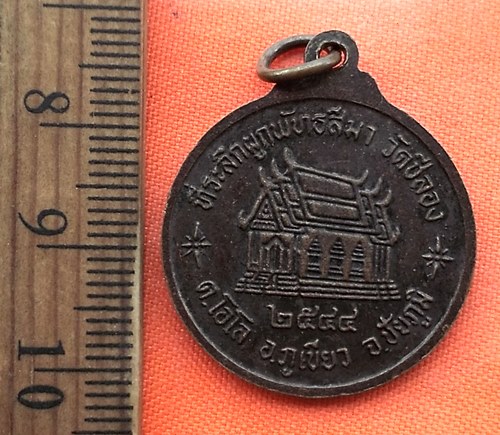 ที่ระลึกผูกพัทธสีมา วัดชีลอง
๒๕๔๔
ต.โอโล อ.ภูเขียว จ.ชัยภูมิ
8
9
10